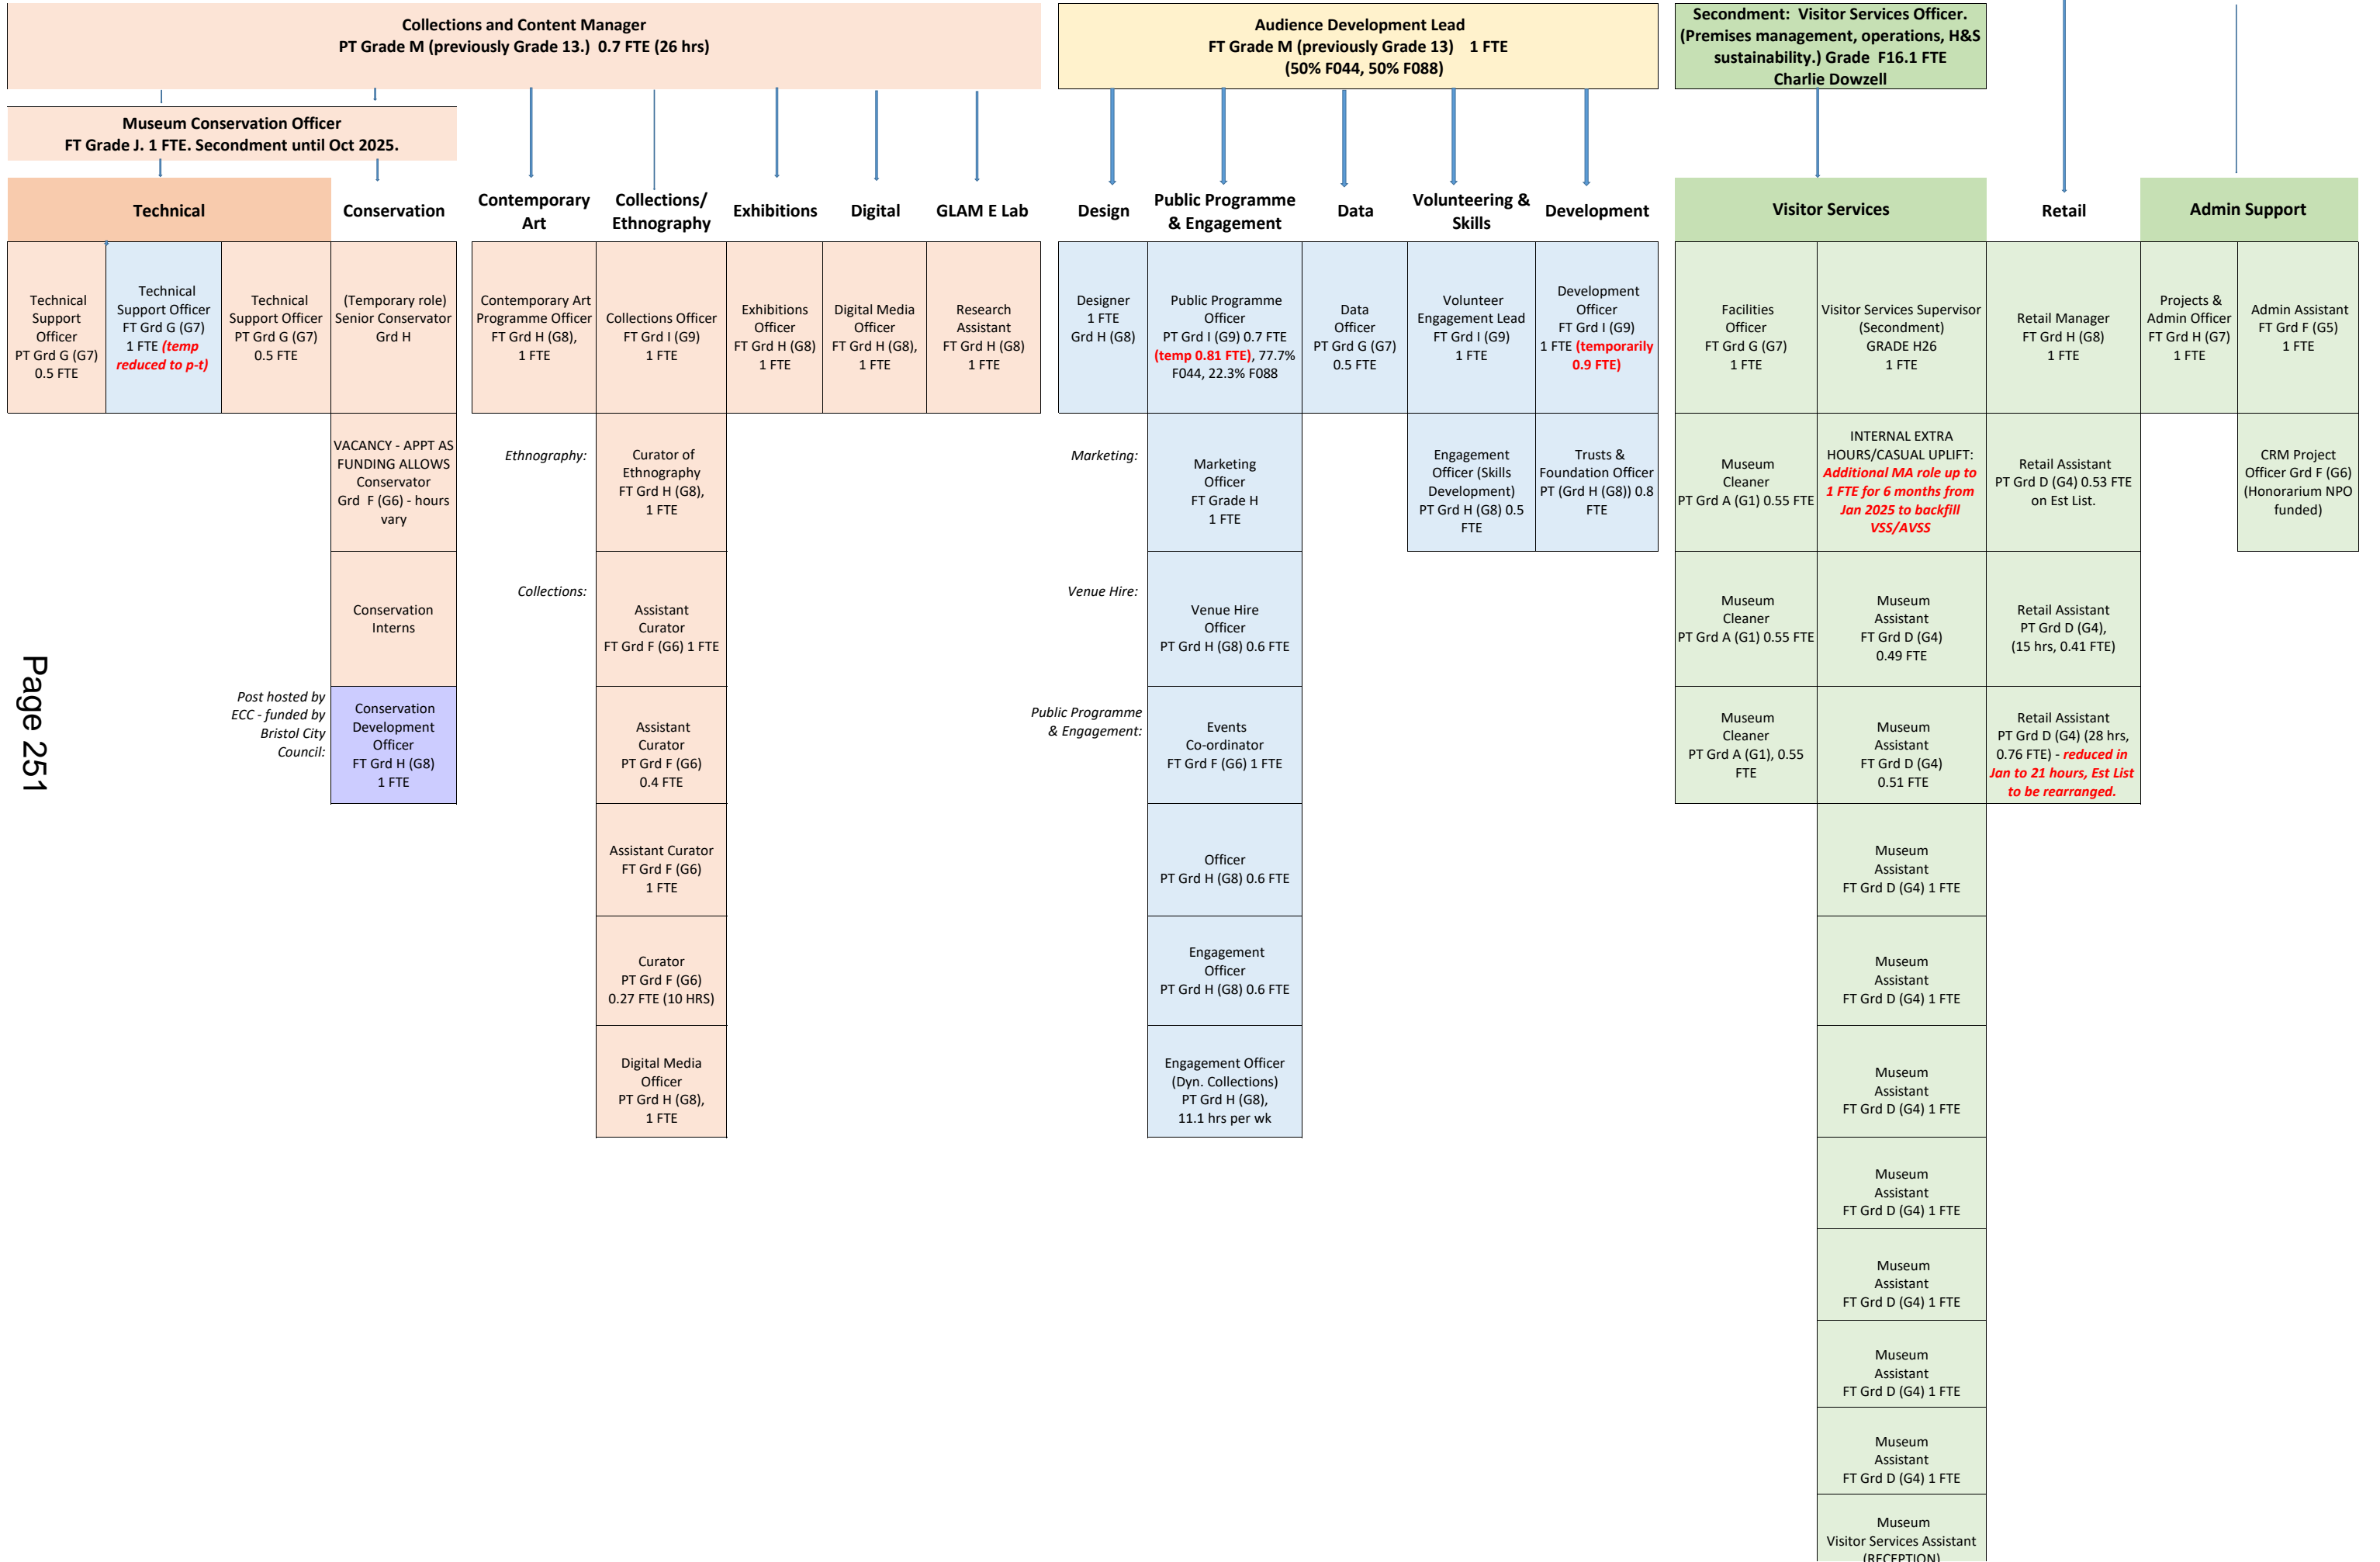 Collections and Content Manager
PT Grade M (previously Grade 13.)  0.7 FTE (26 hrs)
Audience Development Lead
FT Grade M (previously Grade 13)    1 FTE
(50% F044, 50% F088)
Secondment:  Visitor Services Officer.
(Premises management, operations, H&S
sustainability.) Grade  F16.1 FTE
Charlie Dowzell
Museum Conservation Officer
FT Grade J. 1 FTE. Secondment until Oct 2025.
Technical
Conservation
Contemporary
Art
Collections/
Ethnography
Exhibitions
Digital
GLAM E Lab
Design
Public Programme
& Engagement
Data
Volunteering &
Skills
Development
Visitor Services
Retail
Admin Support
Technical
Support
Officer
PT Grd G (G7)
0.5 FTE
Technical
Support Officer
FT Grd G (G7)
1 FTE (temp
reduced to p-t)
Technical
Support Officer
PT Grd G (G7)
0.5 FTE
(Temporary role)
Senior Conservator
Grd H
Contemporary Art
Programme Officer
FT Grd H (G8),
1 FTE
Collections Officer
FT Grd I (G9)
1 FTE
Exhibitions
Officer
FT Grd H (G8)
1 FTE
Digital Media
Officer
FT Grd H (G8),
1 FTE
Research
Assistant
FT Grd H (G8)
1 FTE
Designer
1 FTE
Grd H (G8)
Public Programme
Officer
PT Grd I (G9) 0.7 FTE
(temp 0.81 FTE), 77.7%
F044, 22.3% F088
Data
Officer
PT Grd G (G7)
0.5 FTE
Volunteer
Engagement Lead
FT Grd I (G9)
1 FTE
Development
Officer
FT Grd I (G9)
1 FTE (temporarily
0.9 FTE)
Facilities
Officer
FT Grd G (G7)
1 FTE
Visitor Services Supervisor
(Secondment)
GRADE H26
1 FTE
Retail Manager
FT Grd H (G8)
1 FTE
Projects &
Admin Officer
FT Grd H (G7)
1 FTE
Admin Assistant
FT Grd F (G5)
1 FTE
VACANCY - APPT AS
FUNDING ALLOWS
Conservator
Grd  F (G6) - hours
vary
Ethnography:
Curator of
Ethnography
FT Grd H (G8),
1 FTE
Marketing:
Marketing
Officer
FT Grade H
1 FTE
Engagement
Officer (Skills
Development)
PT Grd H (G8) 0.5
FTE
Trusts &
Foundation Officer
PT (Grd H (G8)) 0.8
FTE
Museum
Cleaner
PT Grd A (G1) 0.55 FTE
INTERNAL EXTRA
HOURS/CASUAL UPLIFT:
Additional MA role up to
1 FTE for 6 months from
Jan 2025 to backfill
VSS/AVSS
Retail Assistant
PT Grd D (G4) 0.53 FTE
on Est List.
CRM Project
Officer Grd F (G6)
(Honorarium NPO
funded)
Conservation
Interns
Collections:
Assistant
Curator
FT Grd F (G6) 1 FTE
Venue Hire:
Venue Hire
Officer
PT Grd H (G8) 0.6 FTE
Museum
Cleaner
PT Grd A (G1) 0.55 FTE
Museum
Assistant
FT Grd D (G4)
0.49 FTE
Retail Assistant
PT Grd D (G4),
(15 hrs, 0.41 FTE)
Page 251
Post hosted by
ECC - funded by
Bristol City
Council:
Conservation
Development
Officer
FT Grd H (G8)
1 FTE
Assistant
Curator
PT Grd F (G6)
0.4 FTE
Public Programme
& Engagement:
Events
Co-ordinator
FT Grd F (G6) 1 FTE
Museum
Cleaner
PT Grd A (G1), 0.55
FTE
Museum
Assistant
FT Grd D (G4)
0.51 FTE
Retail Assistant
PT Grd D (G4) (28 hrs,
0.76 FTE) - reduced in
Jan to 21 hours, Est List
to be rearranged.
Assistant Curator
FT Grd F (G6)
1 FTE
Officer
PT Grd H (G8) 0.6 FTE
Museum
Assistant
FT Grd D (G4) 1 FTE
Curator
PT Grd F (G6)
0.27 FTE (10 HRS)
Engagement
Officer
PT Grd H (G8) 0.6 FTE
Museum
Assistant
FT Grd D (G4) 1 FTE
Digital Media
Officer
PT Grd H (G8),
1 FTE
Engagement Officer
(Dyn. Collections)
PT Grd H (G8),
11.1 hrs per wk
Museum
Assistant
FT Grd D (G4) 1 FTE
Museum
Assistant
FT Grd D (G4) 1 FTE
Museum
Assistant
FT Grd D (G4) 1 FTE
Museum
Assistant
FT Grd D (G4) 1 FTE
Museum
Assistant
FT Grd D (G4) 1 FTE
Museum
Visitor Services Assistant
(RECEPTION)